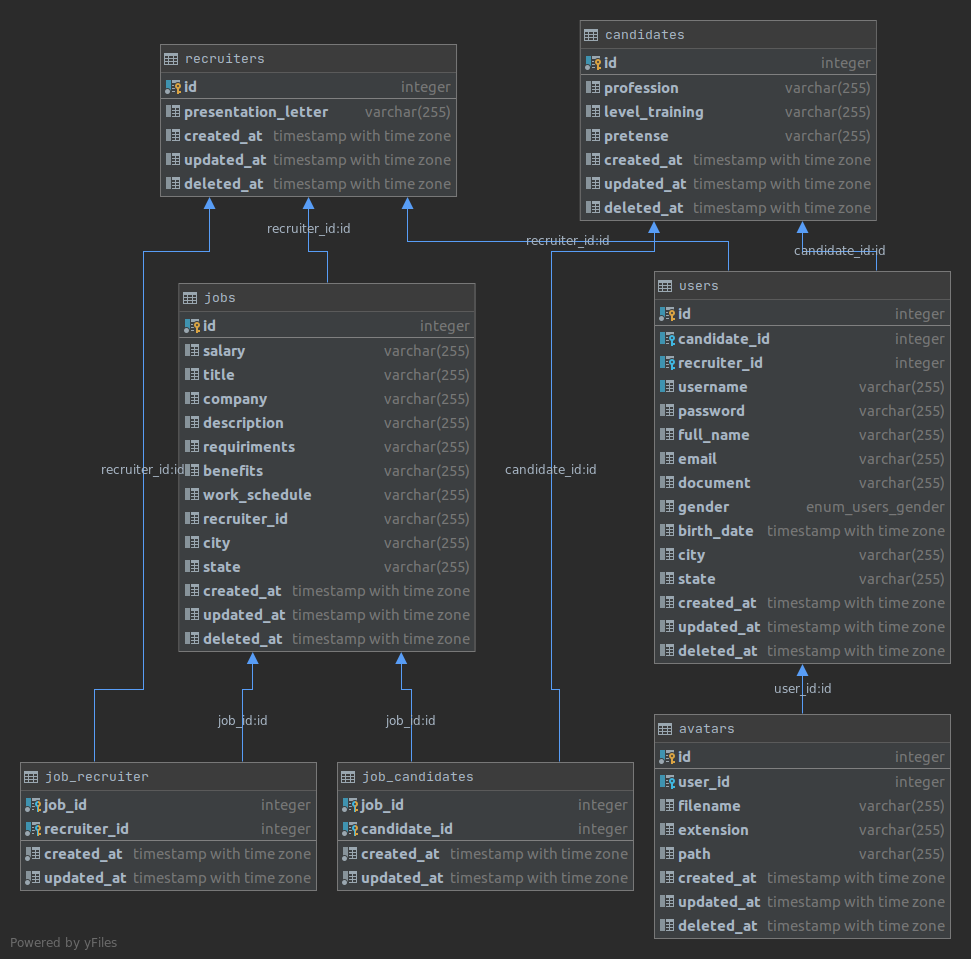 recruiters
id integer
presentation_letter varchar(255)
created_at timestamp with time zone
updated_at timestamp with time zone
deleted_at timestamp with time zone
candidates
id integer
profession varchar(255)
level_training varchar(255)
pretense varchar(255)
created_at timestamp with time zone
updated_at timestamp with time zone
deleted_at timestamp with time zone
recruiter_id:id
recruiter_id:id
candidate_id:id
jobs
id integer
salary varchar(255)
title varchar(255)
company varchar(255)
description varchar(255)
requiriments varchar(255)
benefits varchar(255)
work_schedule varchar(255)
recruiter_id varchar(255)
city varchar(255)
state varchar(255)
created_at timestamp with time zone
updated_at timestamp with time zone
deleted_at timestamp with time zone
recruiter_id:id
candidate_id:id
users
id integer
candidate_id integer
recruiter_id integer
username varchar(255)
password varchar(255)
full_name varchar(255)
email varchar(255)
document varchar(255)
gender enum_users_gender
birth_date timestamp with time zone
city varchar(255)
state varchar(255)
created_at timestamp with time zone
updated_at timestamp with time zone
deleted_at timestamp with time zone
user_id:id
job_id:id
job_id:id
job_recruiter
job_id integer
recruiter_id integer
created_at timestamp with time zone
updated_at timestamp with time zone
job_candidates
job_id integer
candidate_id integer
created_at timestamp with time zone
updated_at timestamp with time zone
avatars
id integer
user_id integer
filename varchar(255)
extension varchar(255)
path varchar(255)
created_at timestamp with time zone
updated_at timestamp with time zone
deleted_at timestamp with time zone
Powered by yFiles